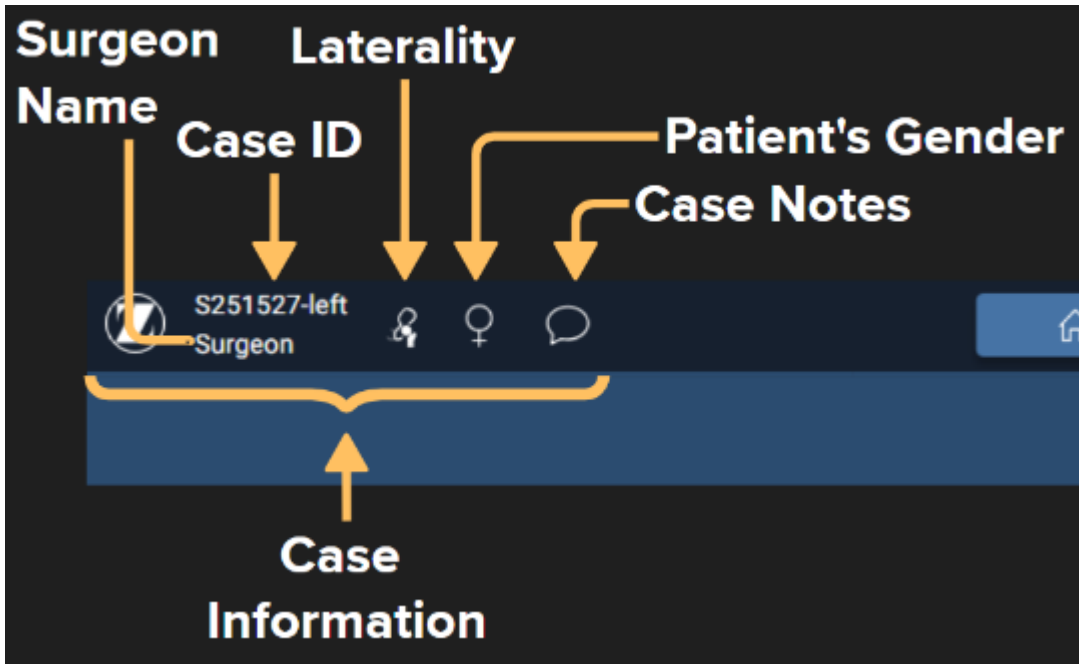 Surgeon
Name
Laterality
Case ID
Patient's Gender
Case Notes
S251527-left
Surgeon
Case
Information